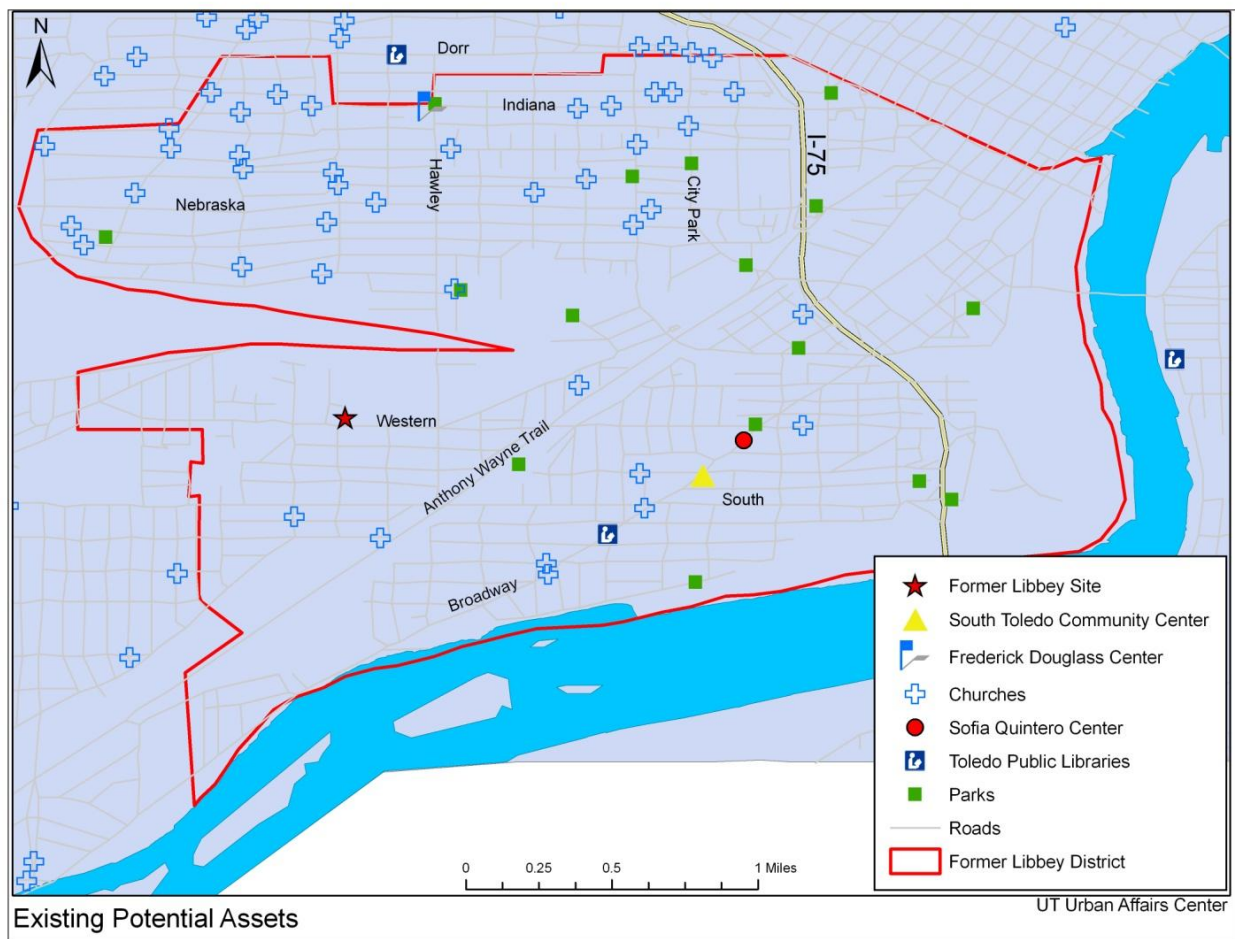 N
Dorr
Indiana
I-75
Hawley
City Park
Nebraska
Western
Anthony Wayne Trail
South
Broadway
Former Libbey Site
South Toledo Community Center
Frederick Douglass Center
Churches
Sofia Quintero Center
Toledo Public Libraries
Parks
Roads
Former Libbey District
0 0.25 0.5 1 Miles
Existing Potential Assets
UT Urban Affairs Center